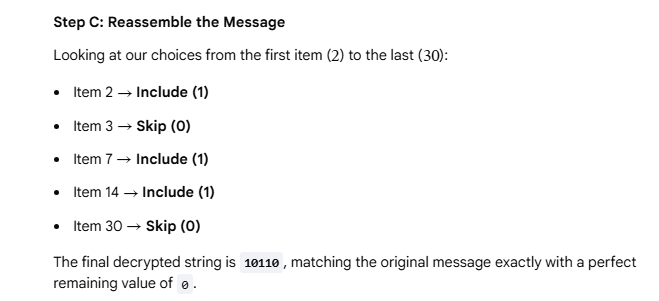 Step C: Reassemble the Message
Looking at our choices from the first item (2) to the last (30):
• Item 2 → Include (1)
• Item 3 → Skip (0)
• Item 7 → Include (1)
• Item 14 → Include (1)
• Item 30 → Skip (0)
The final decrypted string is 10110, matching the original message exactly with a perfect
remaining value of 0.